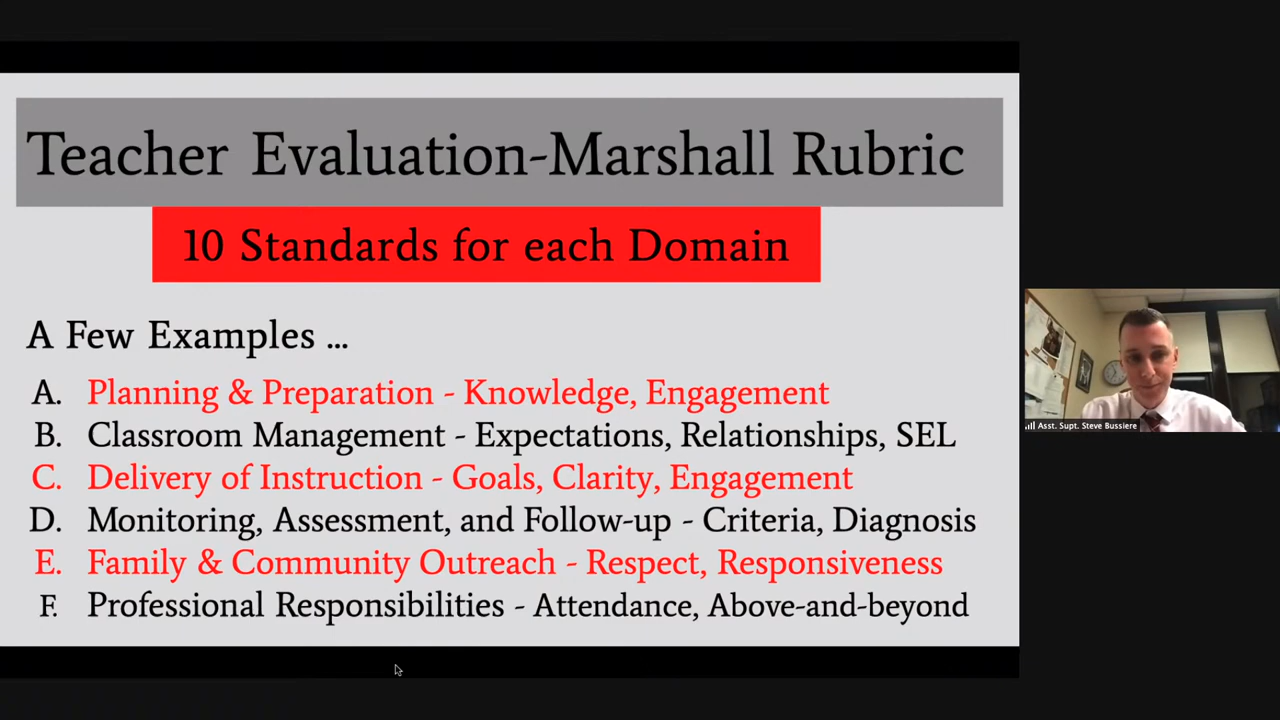 Teacher Evaluation-Marshall Rubric
10 Standards for each Domain
A Few Examples ...
A. Planning & Preparation - Knowledge, Engagement
B. Classroom Management - Expectations, Relationships, SEL
C. Delivery of Instruction - Goals, Clarity, Engagement
D. Monitoring, Assessment, and Follow-up - Criteria, Diagnosis
E. Family & Community Outreach - Respect, Responsiveness
F. Professional Responsibilities - Attendance, Above-and-beyond
Asst. Supt. Steve Bussiere